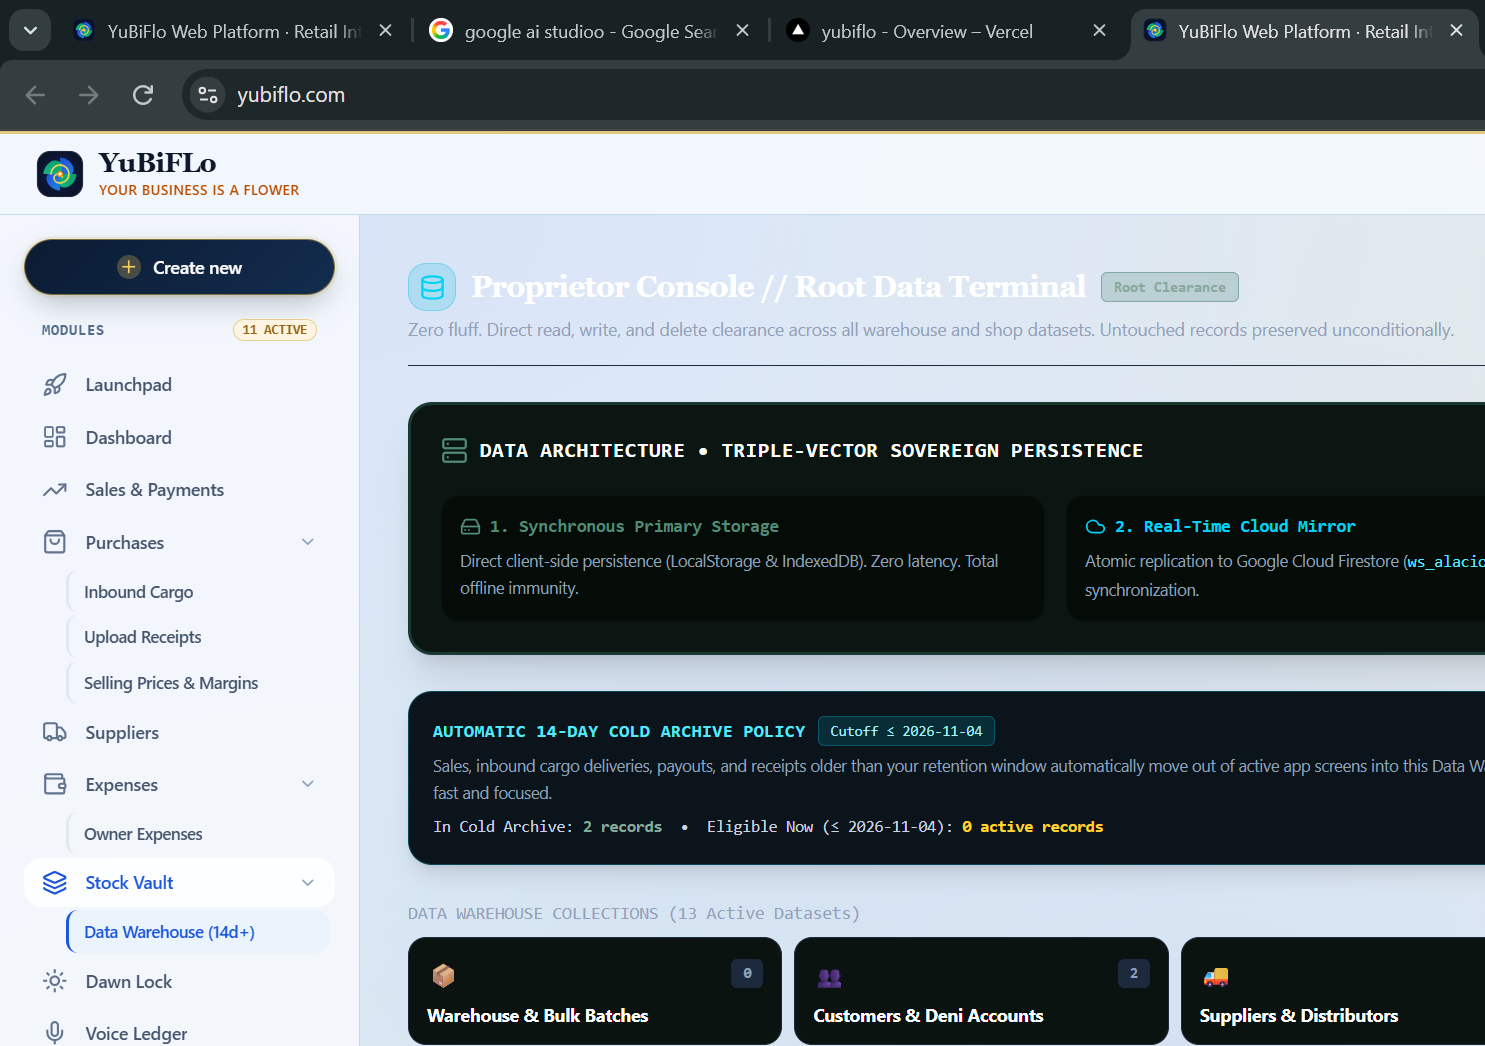 YuBiFlo Web Platform · Retail Int
google ai studioo - Google Sear
yubiflo - Overview – Vercel
YuBiFlo Web Platform · Retail Int
yubiflo.com
YuBiFLo
YOUR BUSINESS IS A FLOWER
Create new
MODULES
11 ACTIVE
Launchpad
Dashboard
Sales & Payments
Purchases
Inbound Cargo
Upload Receipts
Selling Prices & Margins
Suppliers
Expenses
Owner Expenses
Stock Vault
Data Warehouse (14d+)
Dawn Lock
Voice Ledger
Proprietor Console // Root Data Terminal
Root Clearance
Zero fluff. Direct read, write, and delete clearance across all warehouse and shop datasets. Untouched records preserved unconditionally.
DATA ARCHITECTURE • TRIPLE-VECTOR SOVEREIGN PERSISTENCE
1. Synchronous Primary Storage
Direct client-side persistence (LocalStorage & IndexedDB). Zero latency. Total
offline immunity.
2. Real-Time Cloud Mirror
Atomic replication to Google Cloud Firestore (ws_alacio
synchronization.
AUTOMATIC 14-DAY COLD ARCHIVE POLICY
Cutoff ≤ 2026-11-04
Sales, inbound cargo deliveries, payouts, and receipts older than your retention window automatically move out of active app screens into this Data W
fast and focused.
In Cold Archive: 2 records • Eligible Now (≤ 2026-11-04): 0 active records
DATA WAREHOUSE COLLECTIONS (13 Active Datasets)
0
Warehouse & Bulk Batches
2
Customers & Deni Accounts
Suppliers & Distributors